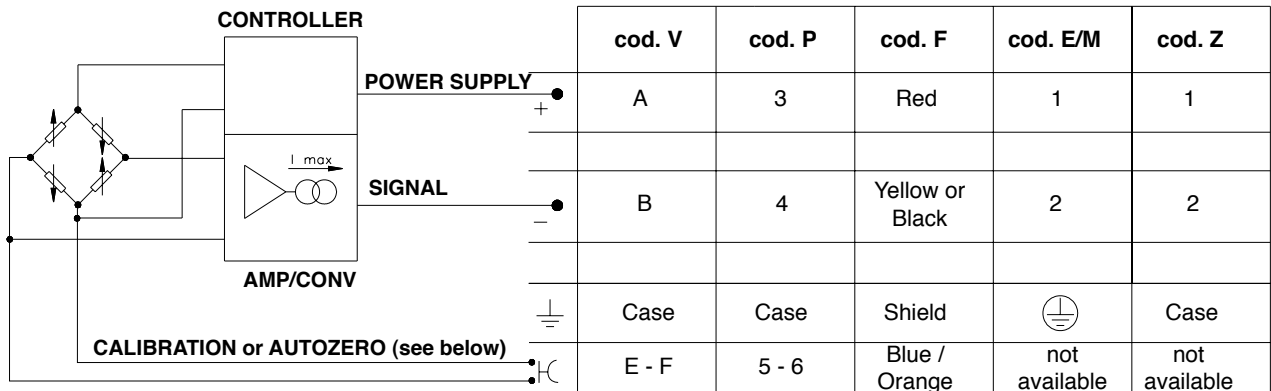 CONTROLLER
POWER SUPPLY
+
I max
SIGNAL
–
AMP/CONV
CALIBRATION or AUTOZERO (see below)
cod. V cod. P cod. F cod. E/M cod. Z
A 3 Red 1 1
B 4 Yellow or Black 2 2
Case Case Shield Case
E - F 5 - 6 Blue / Orange not available not available